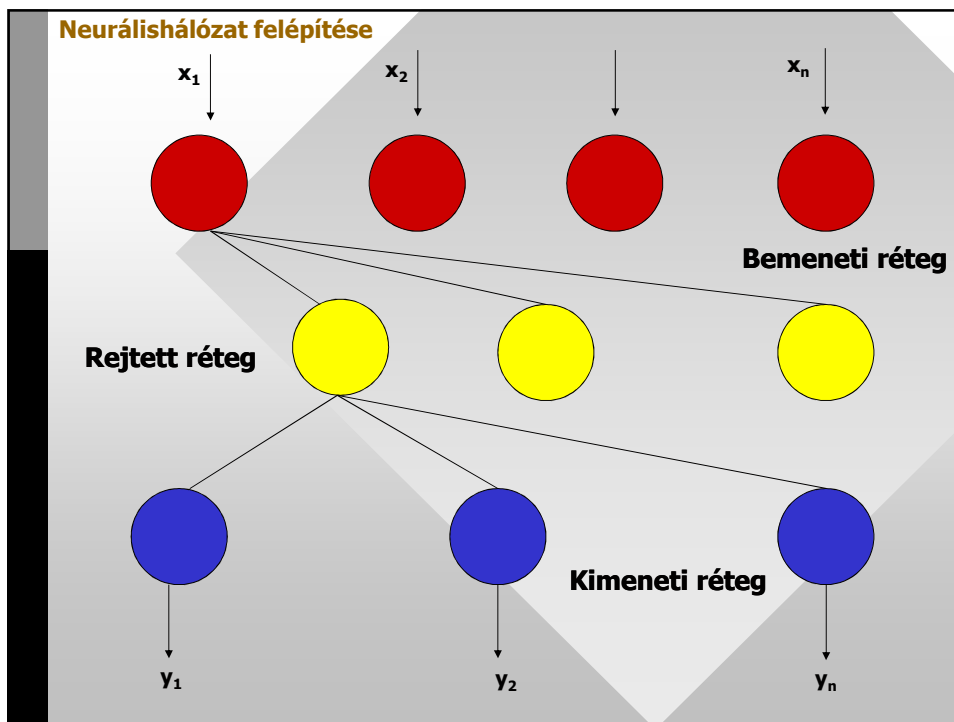 Neurálishálózat felépítése
x1 x2 xn
Bemeneti réteg
Rejtett réteg
Kimeneti réteg
y1 y2 yn